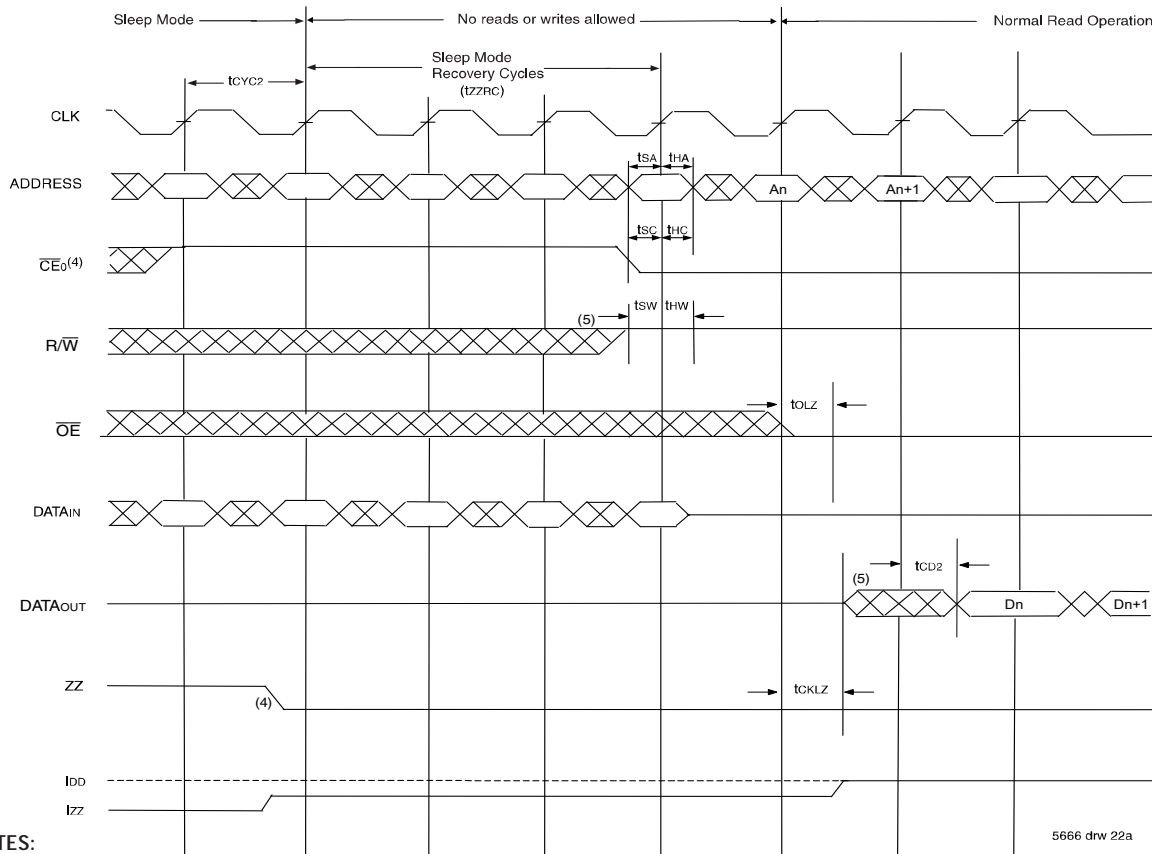 Sleep Mode
No reads or writes allowed
Normal Read Operation
Sleep Mode
Recovery Cycles
(tZZRC)
tCYC2
CLK
tSA
tHA
ADDRESS
An
An+1
tSC
tHC
CE0(4)
tSW
tHW
(5)
R/W
tOLZ
OE
DATAIN
tCD2
(5)
DATAOUT
Dn
Dn+1
ZZ
(4)
tCKLZ
IDD
IZZ
5666 drw 22a
TES: